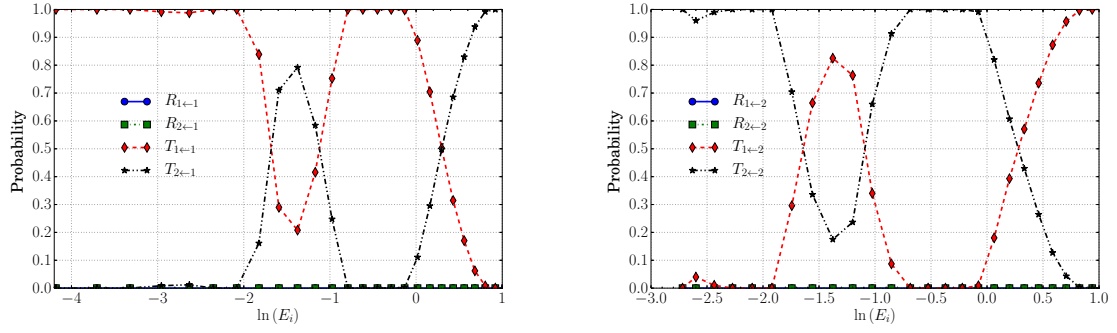 1.0
0.9
0.8
0.7
0.6
0.5
0.4
0.3
0.2
0.1
0.0
Probability
R₁←₁
R₂←₁
T₁←₁
T₂←₁
−4 −3 −2 −1 0 1
ln (Eᵢ)
1.0
0.9
0.8
0.7
0.6
0.5
0.4
0.3
0.2
0.1
0.0
Probability
R₁←₂
R₂←₂
T₁←₂
T₂←₂
−3.0 −2.5 −2.0 −1.5 −1.0 −0.5 0.0 0.5 1.0
ln (Eᵢ)